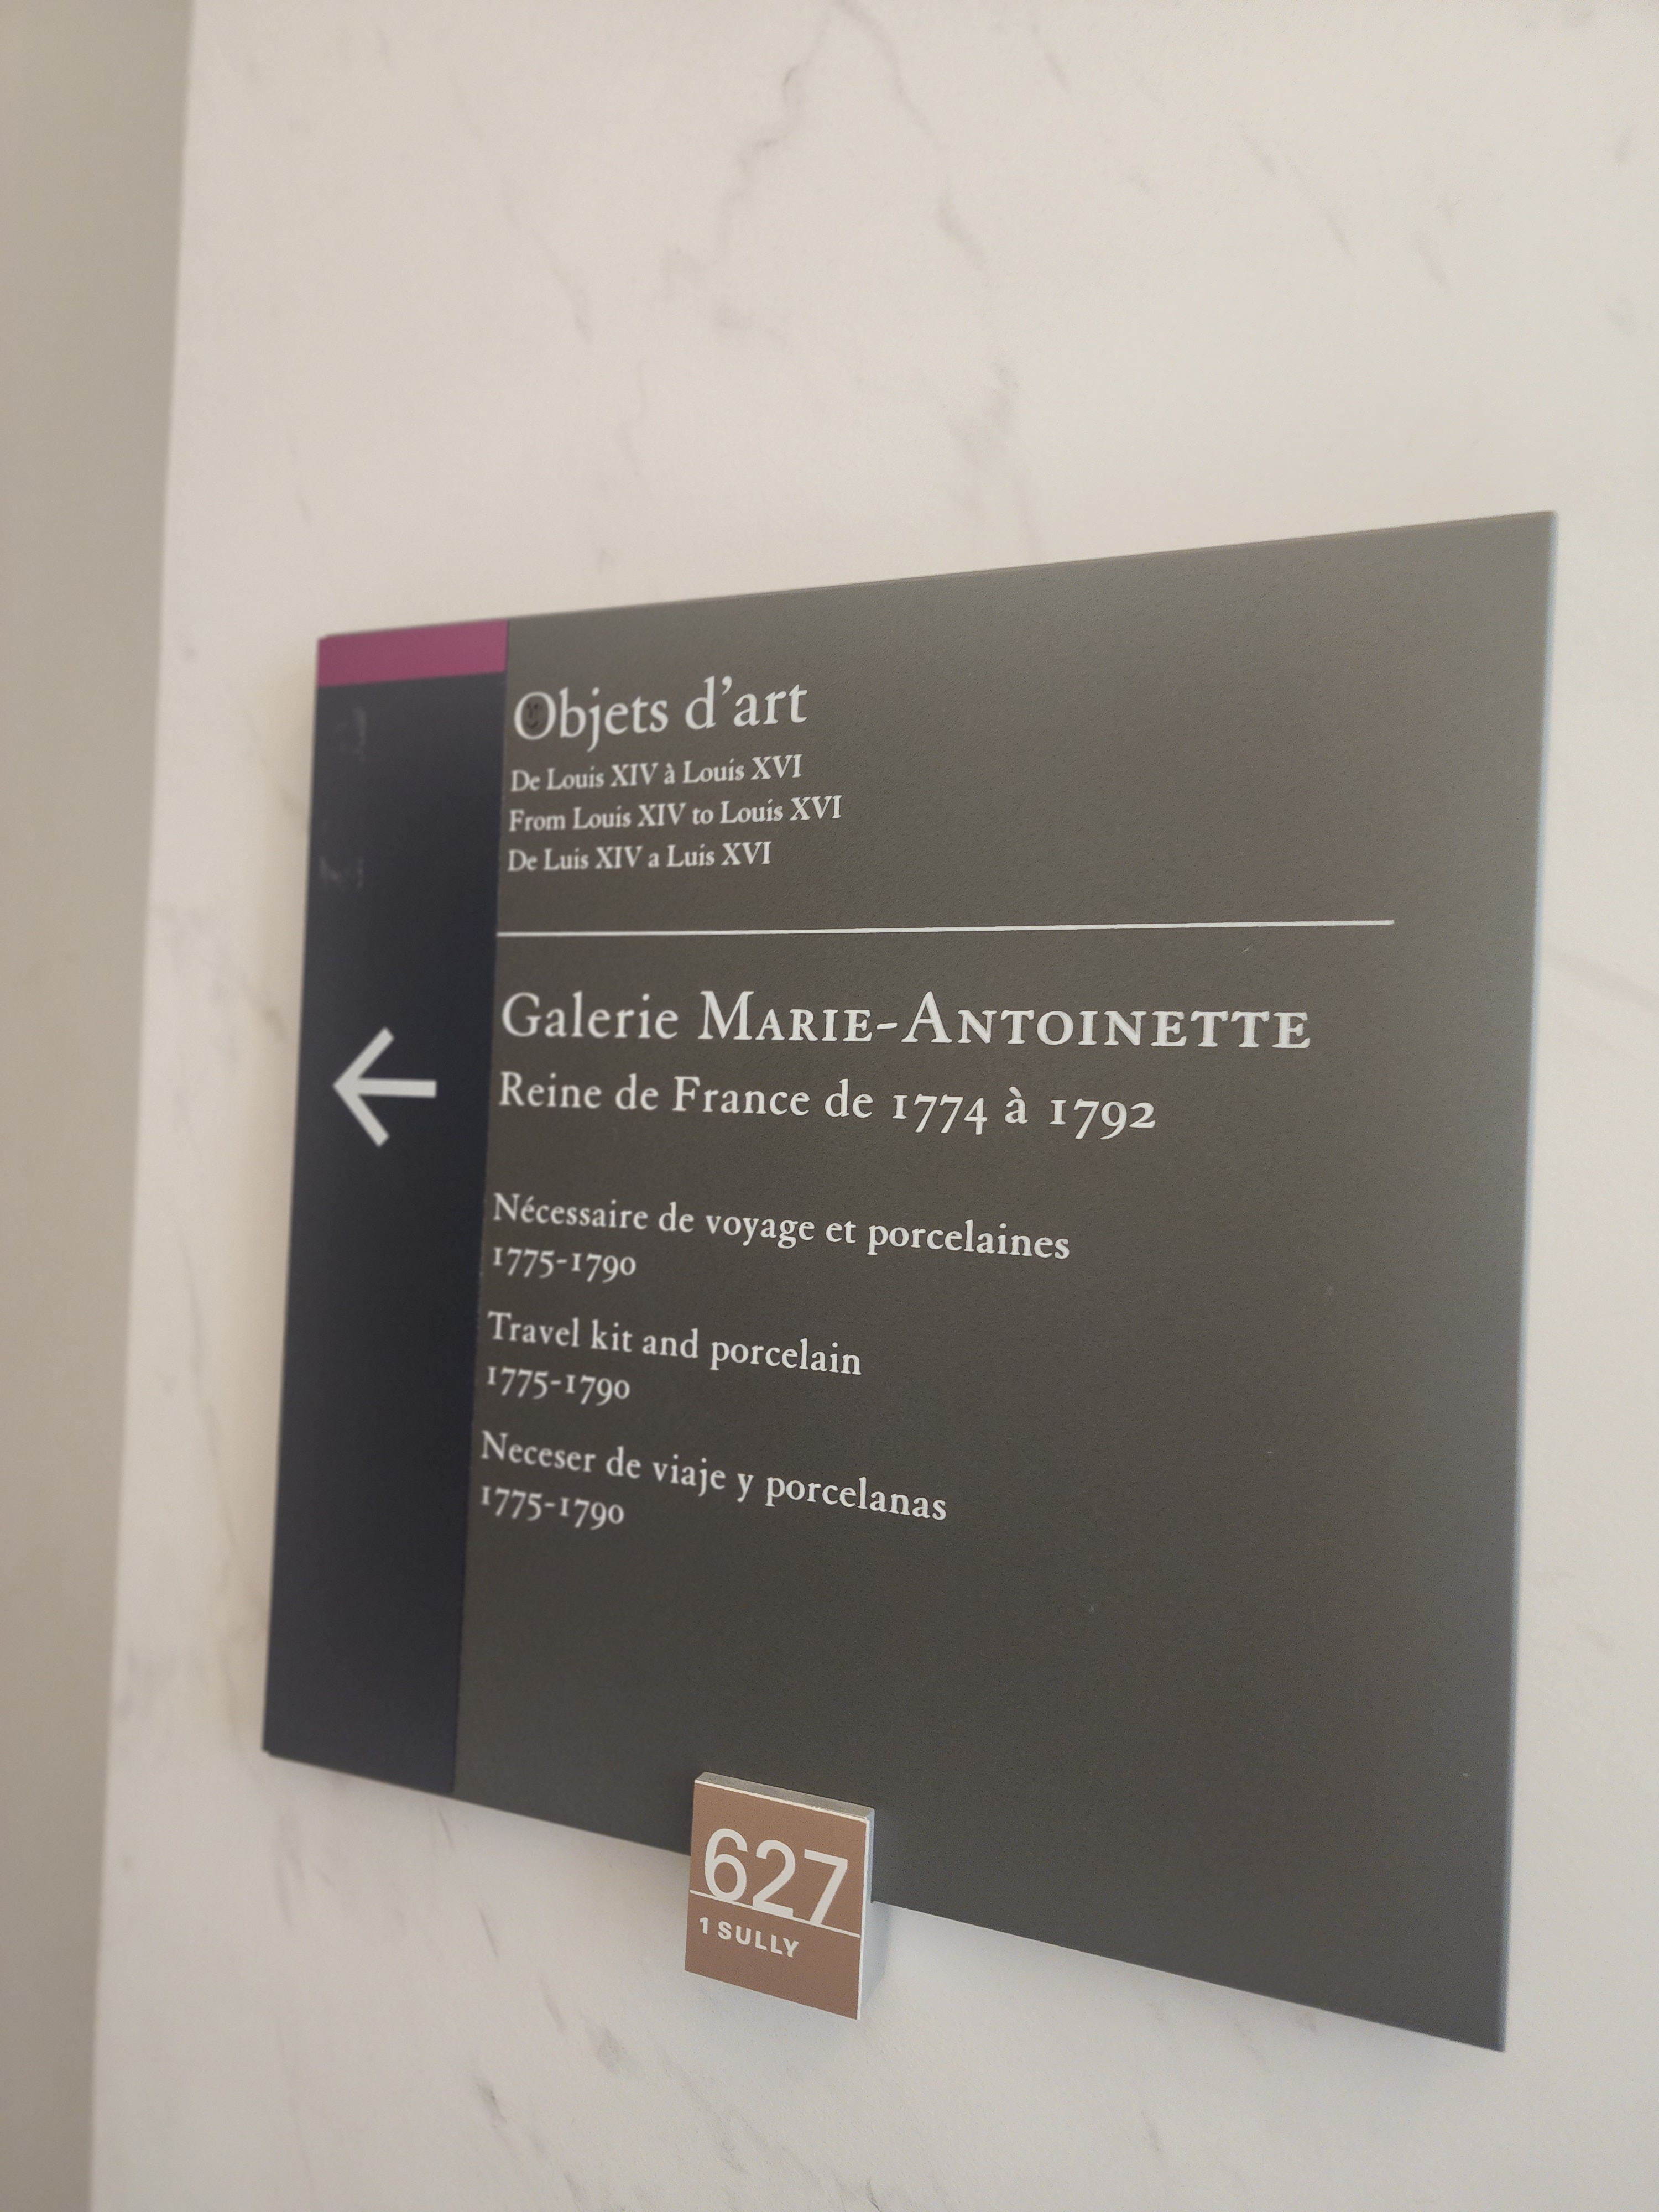 Objets d'art
De Louis XIV à Louis XVI
From Louis XIV to Louis XVI
De Luis XIV a Luis XVI
Galerie MARIE-ANTOINETTE
Reine de France de 1774 à 1792
Nécessaire de voyage et porcelaines
1775-1790
Travel kit and porcelain
1775-1790
Neceser de viaje y porcelanas
1775-1790
627
1 SULLY